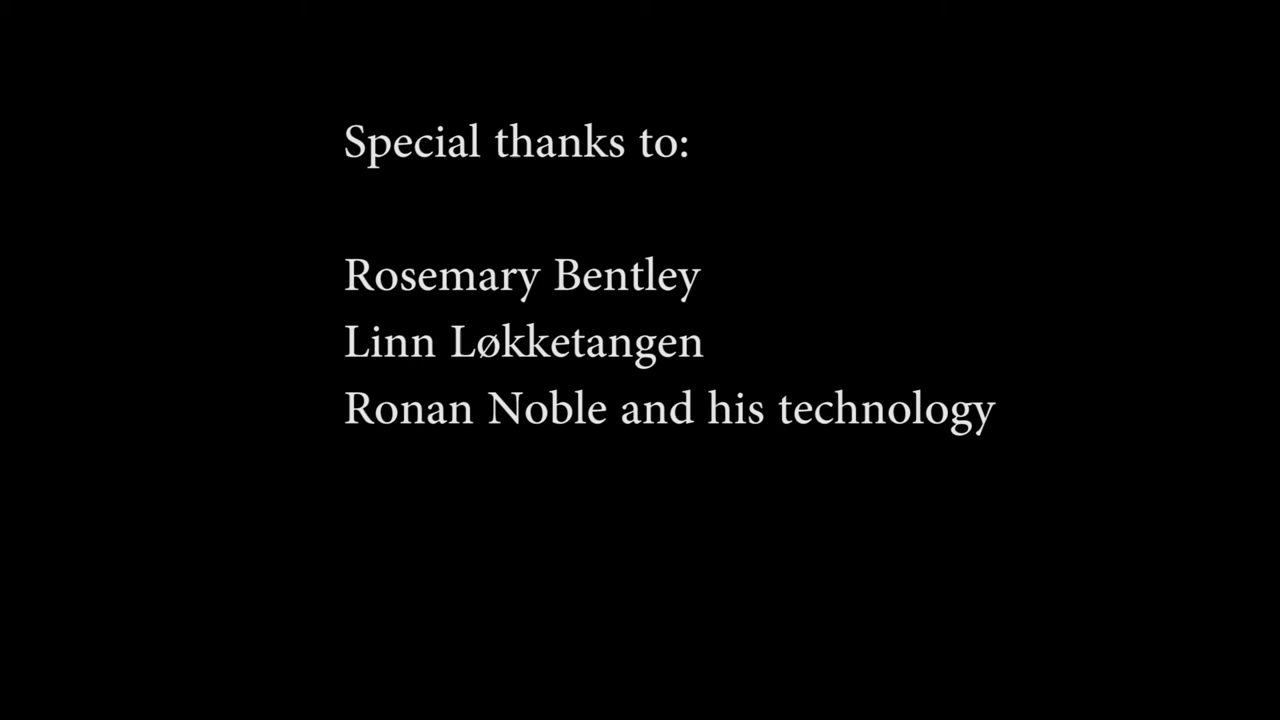 Special thanks to:
Rosemary Bentley
Linn Løkketangen
Ronan Noble and his technology